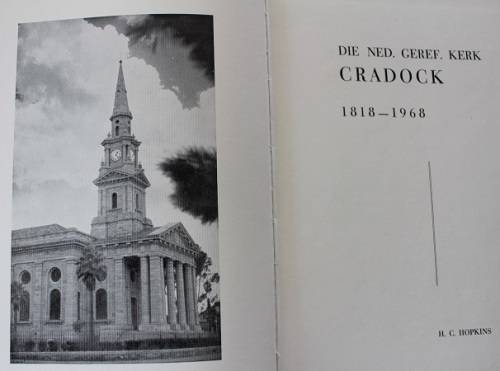 DIE NED. GEREF. KERK
CRADOCK
1818—1968
H. C. HOPKINS